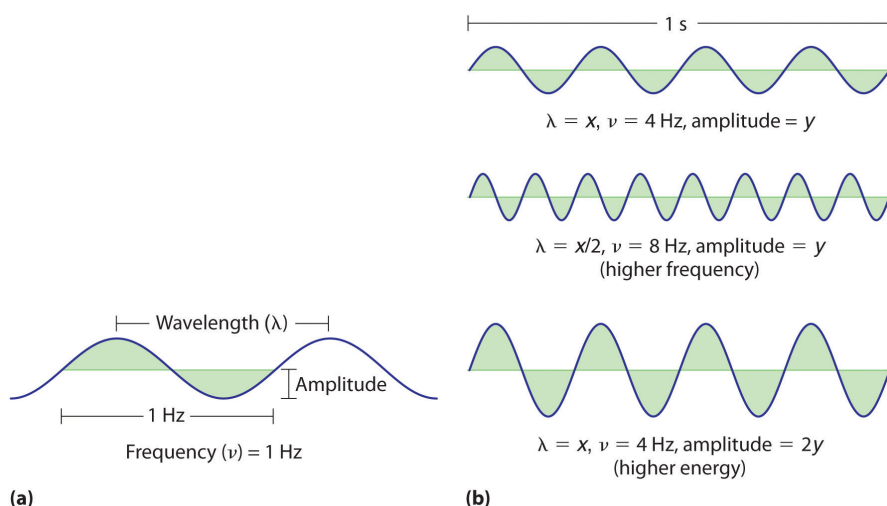 Wavelength (λ)
Amplitude
1 Hz
Frequency (ν) = 1 Hz
(a)
1 s
λ = x, ν = 4 Hz, amplitude = y
λ = x/2, ν = 8 Hz, amplitude = y
(higher frequency)
λ = x, ν = 4 Hz, amplitude = 2y
(higher energy)
(b)